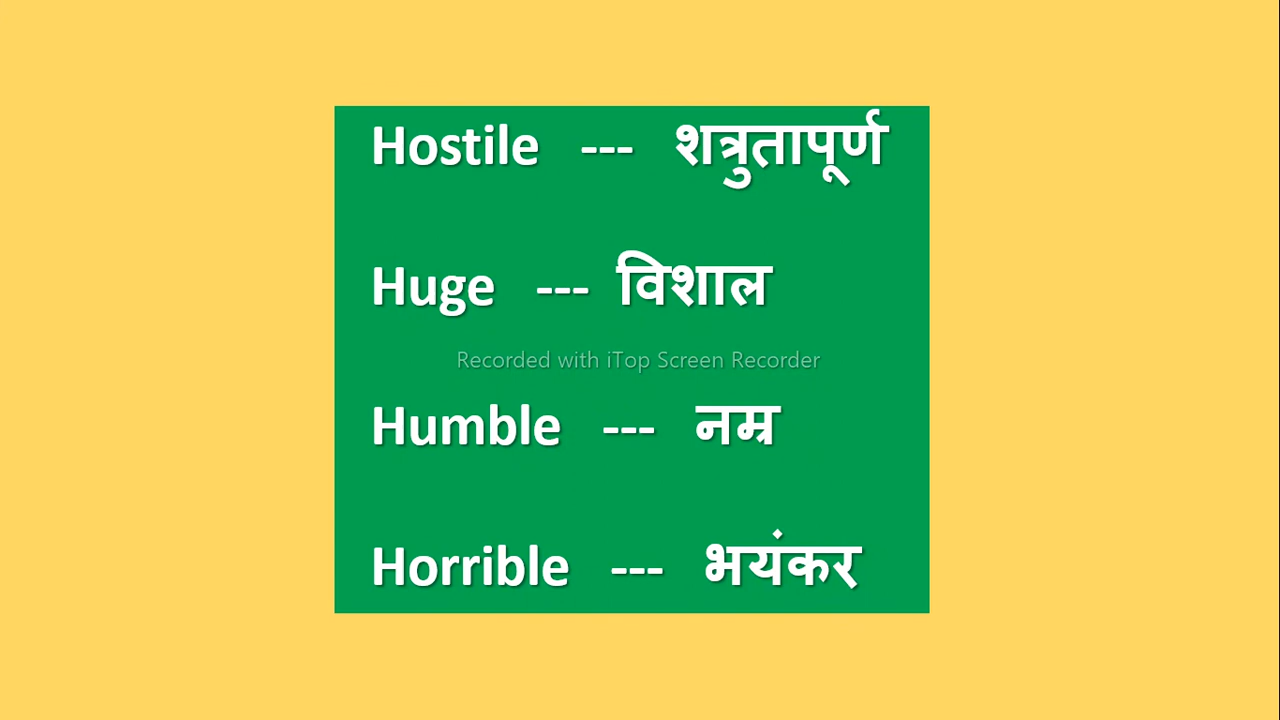 Hostile --- शत्रुतापूर्ण
Huge --- विशाल
Recorded with iTop Screen Recorder
Humble --- नम्र
Horrible --- भयंकर